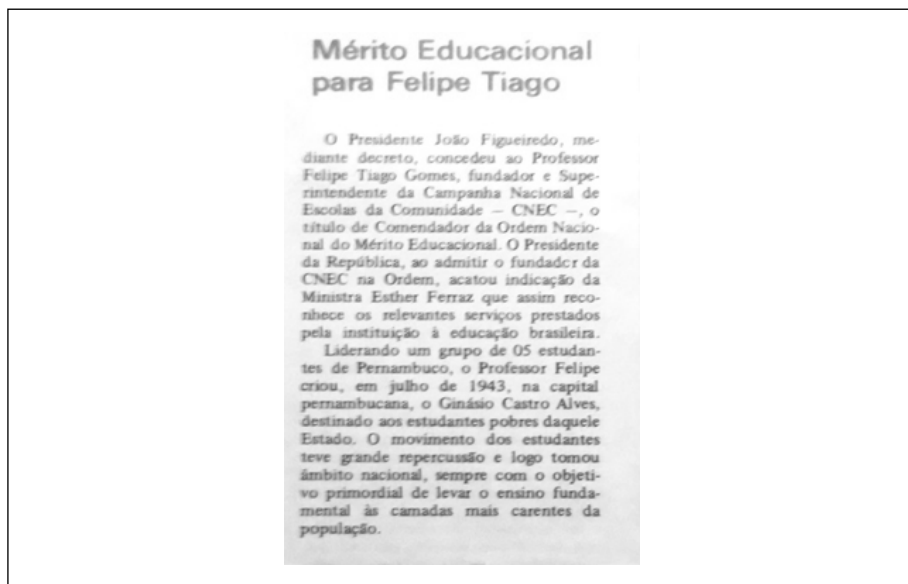 Mérito Educacional
para Felipe Tiago
O Presidente João Figueiredo, me-
diante decreto, concedeu ao Professor
Felipe Tiago Gomes, fundador e Supe-
rintendente da Campanha Nacional de
Escolas da Comunidade — CNEC —, o
título de Comendador da Ordem Nacio-
nal do Mérito Educacional. O Presidente
da República, ao admitir o fundador da
CNEC na Ordem, acatou indicação da
Ministra Esther Ferraz que assim reco-
nhece os relevantes serviços prestados
pela instituição à educação brasileira.
Liderando um grupo de 05 estudan-
tes de Pernambuco, o Professor Felipe
criou, em julho de 1943, na capital
pernambucana, o Ginásio Castro Alves,
destinado aos estudantes pobres daquele
Estado. O movimento dos estudantes
teve grande repercussão e logo tomou
âmbito nacional, sempre com o objeti-
vo primordial de levar o ensino funda-
mental às camadas mais carentes da
população.